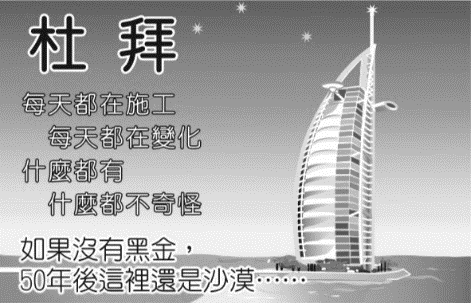 杜拜
每天都在施工
每天都在變化
什麼都有
什麼都不奇怪
如果沒有黑金，
50年後這裡還是沙漠⋯⋯